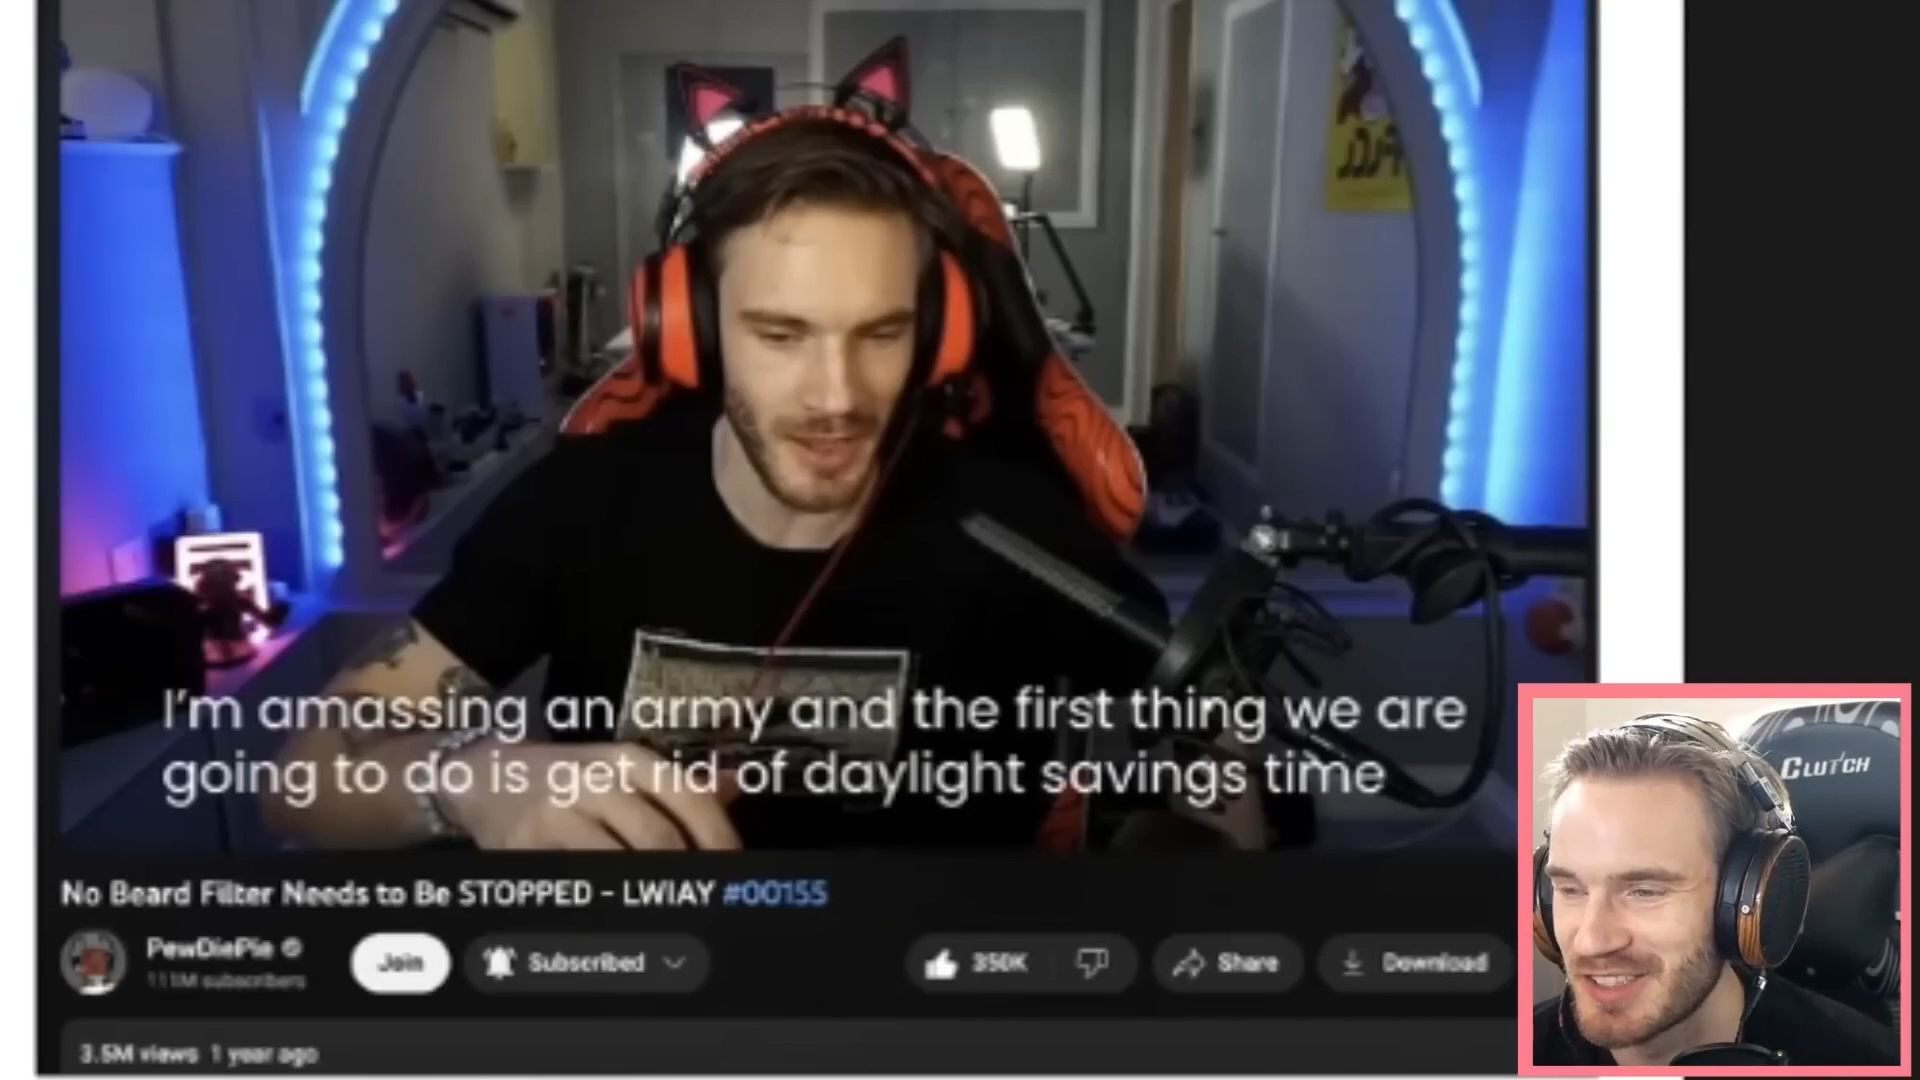 I'm amassing an army and the first thing we are
going to do is get rid of daylight savings time
No Beard Filter Needs to Be STOPPED - LWIAY #00155
PewDiePie
Join
Subscribed
350K
Share
Download
111M subscribers
3.5M views 1 year ago
CLUTCH